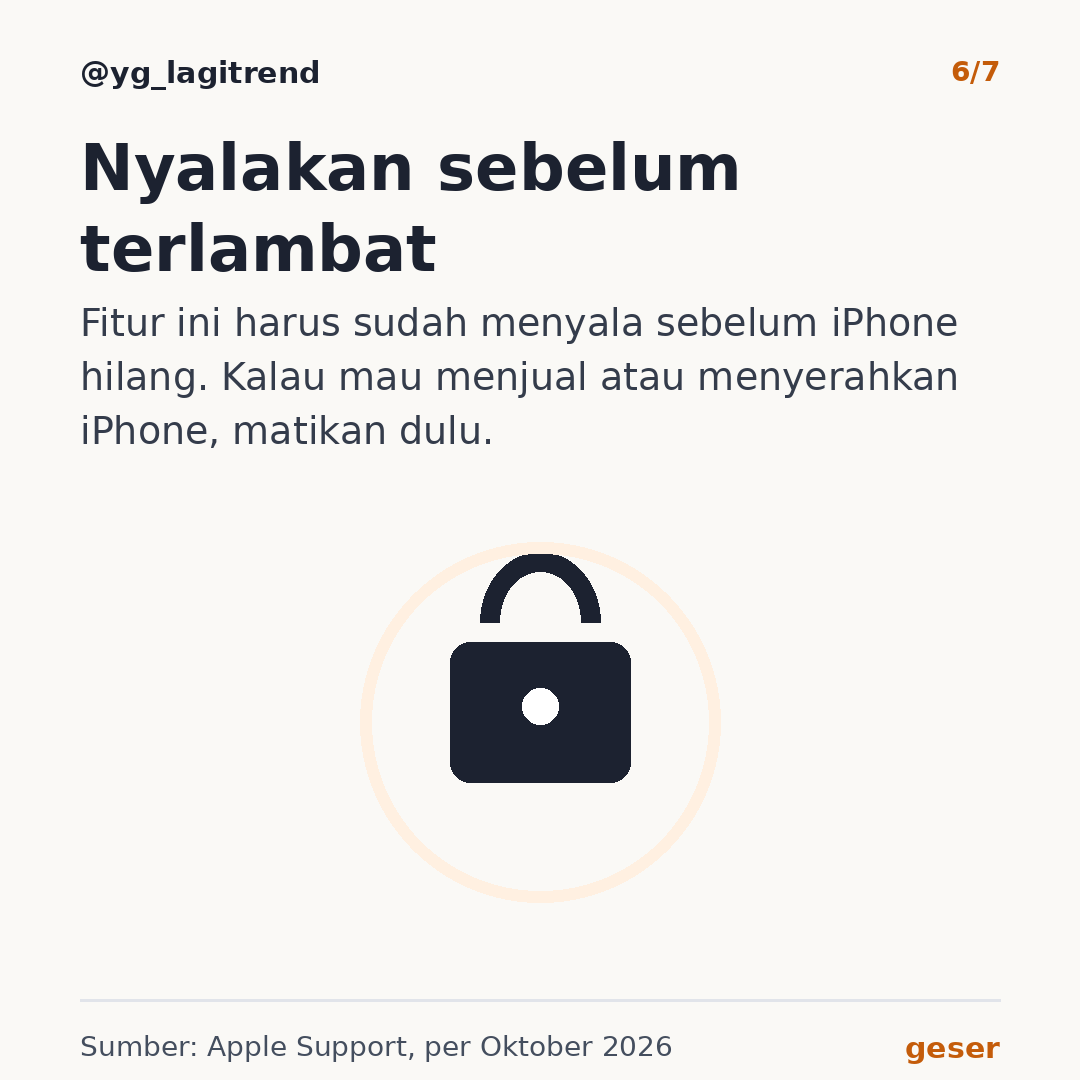 @yg_lagitrend
6/7
Nyalakan sebelum
terlambat
Fitur ini harus sudah menyala sebelum iPhone
hilang. Kalau mau menjual atau menyerahkan
iPhone, matikan dulu.
Sumber: Apple Support, per Oktober 2026
geser